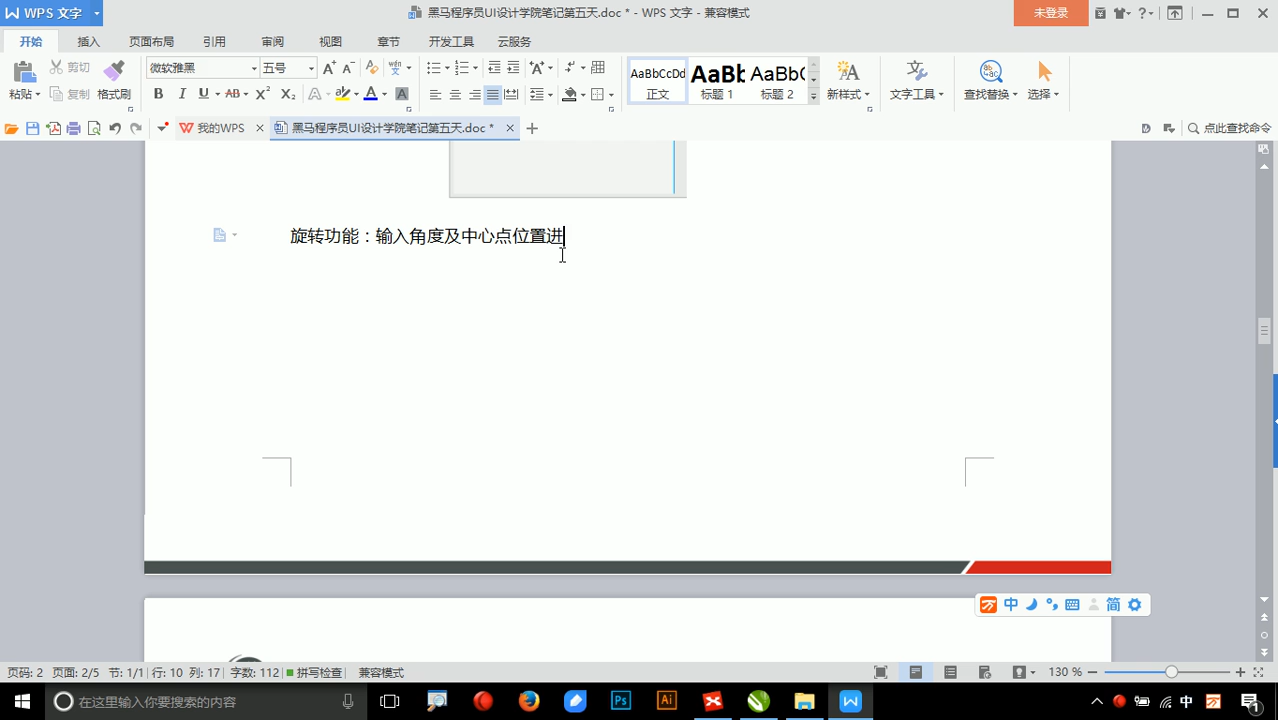 WPS 文字
黑马程序员UI设计学院笔记第五天.doc * - WPS 文字 - 兼容模式
未登录
开始 插入 页面布局 引用 审阅 视图 章节 开发工具 云服务
粘贴 剪切 复制 格式刷
微软雅黑 五号
AaBbCcDd AaBb AaBb(
正文 标题 1 标题 2 新样式 文字工具 查找替换 选择
我的WPS 黑马程序员UI设计学院笔记第五天.doc *
点此查找命令
旋转功能：输入角度及中心点位置进
中 简
页码: 2 页面: 2/5 节: 1/1 行: 10 列: 17 字数: 112 拼写检查 兼容模式 130 %
在这里输入你要搜索的内容
Ps Ai 中 1